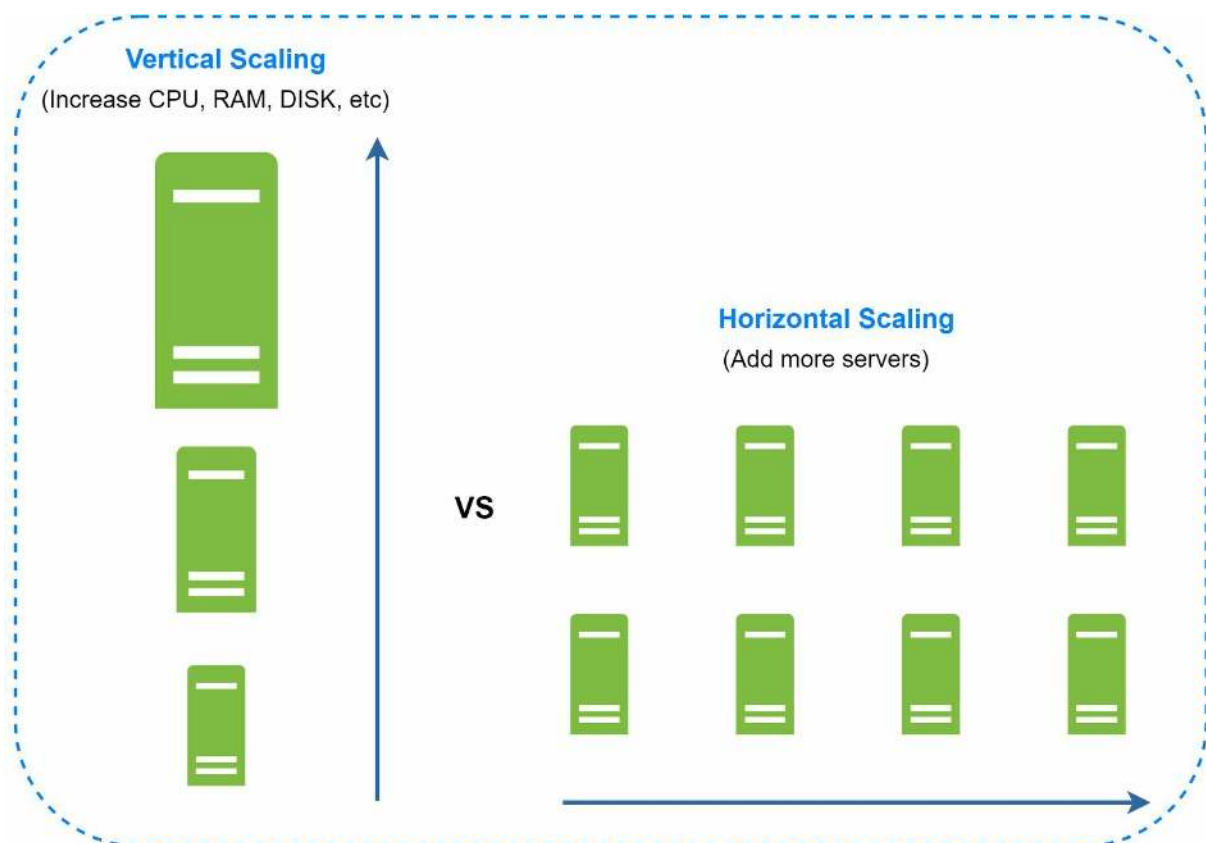 Vertical Scaling
(Increase CPU, RAM, DISK, etc)
VS
Horizontal Scaling
(Add more servers)